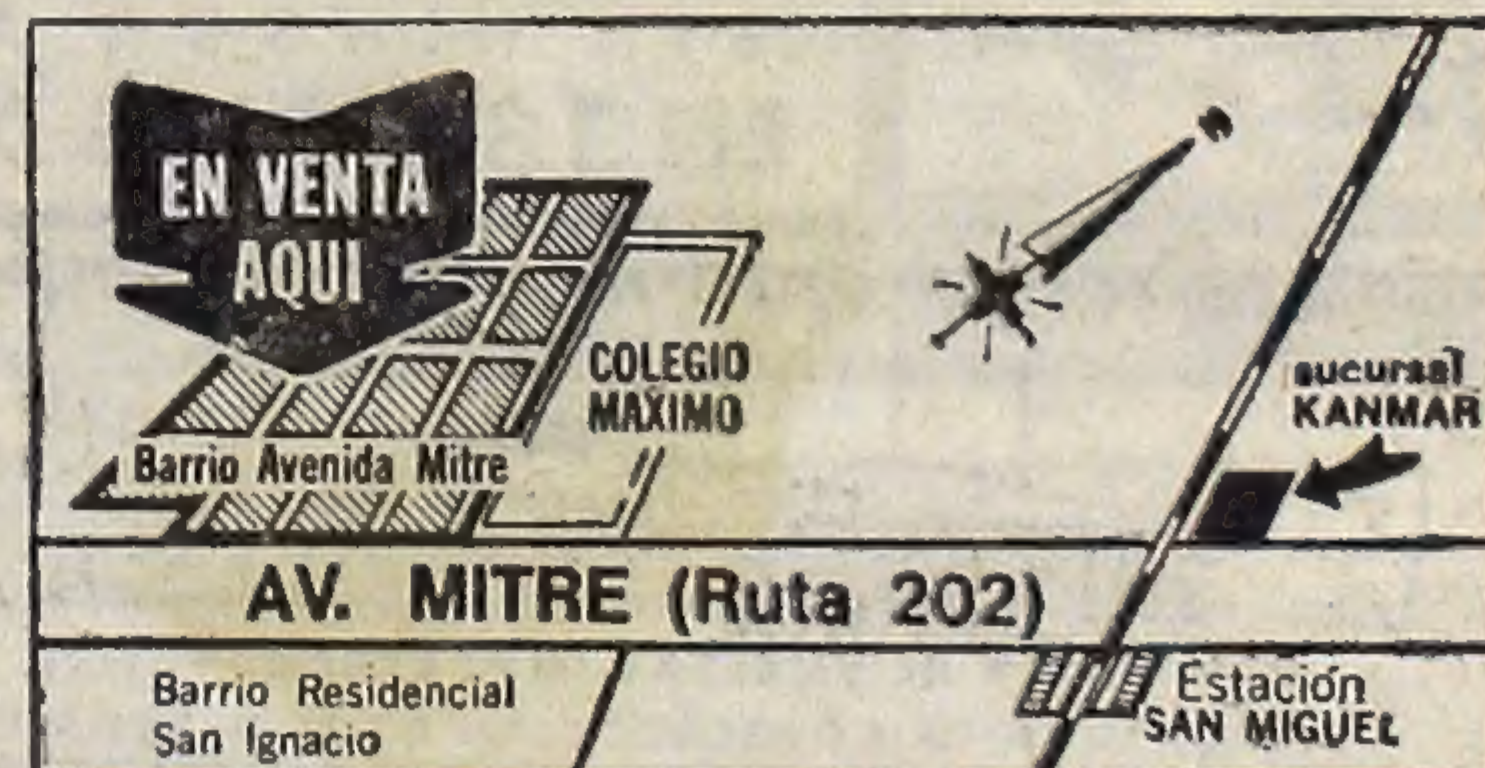 EN VENTA
AQUI
COLEGIO
MAXIMO
Barrio Avenida Mitre
sucursal
KANMAR
AV. MITRE (Ruta 202)
Barrio Residencial
San Ignacio
Estación
SAN MIGUEL